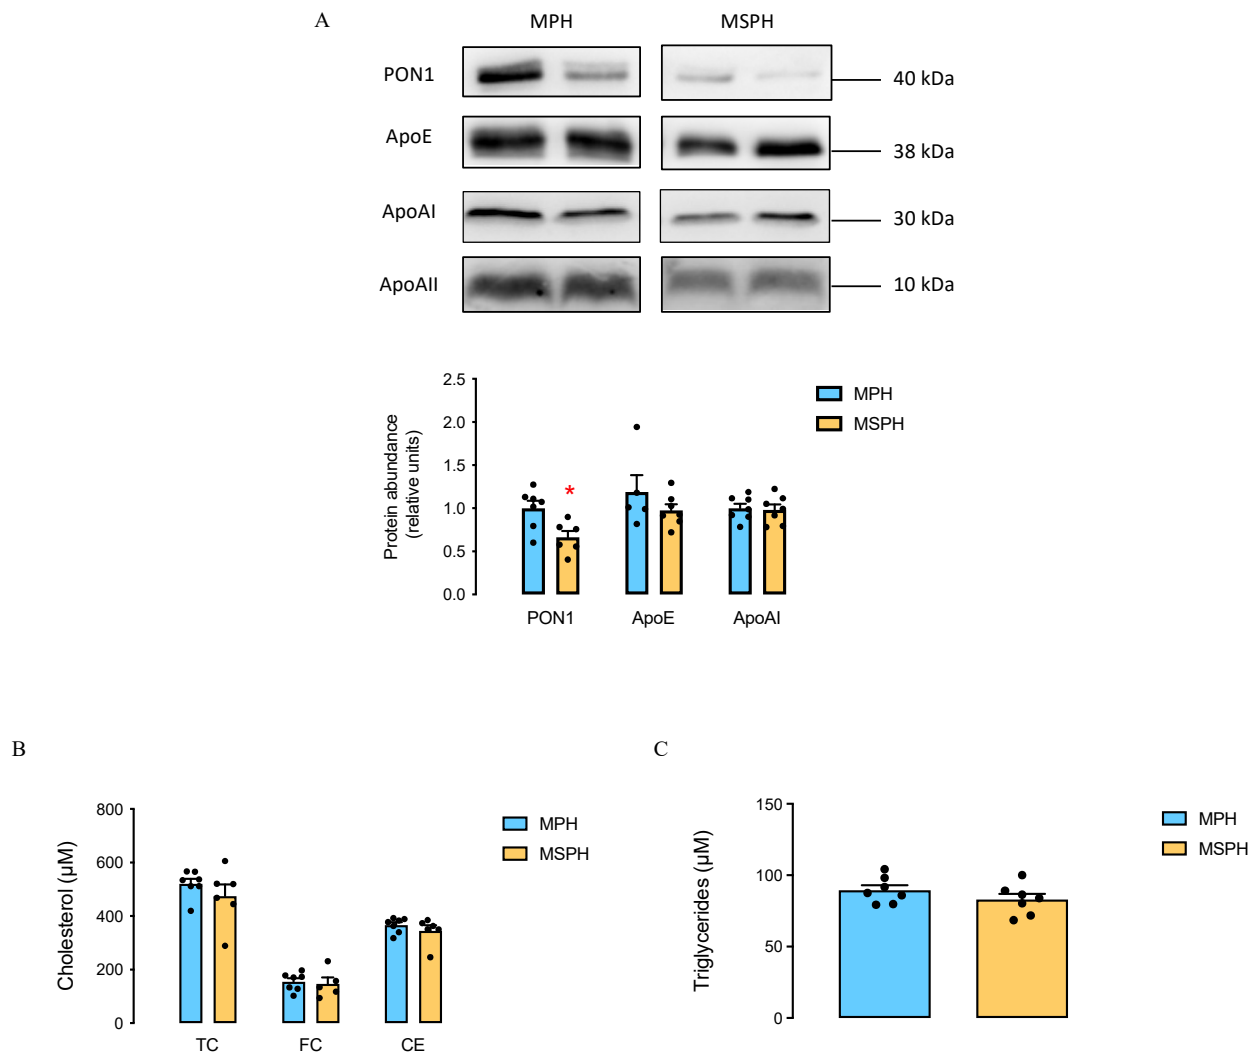 A
MPH
MSPH
PON1
40 kDa
ApoE
38 kDa
ApoAI
30 kDa
ApoAII
10 kDa
Protein abundance
(relative units)
2.5
2.0
1.5
1.0
0.5
0.0
*
MPH
MSPH
PON1
ApoE
ApoAI
B
Cholesterol (µM)
800
600
400
200
0
MPH
MSPH
TC
FC
CE
C
Triglycerides (µM)
150
100
50
0
MPH
MSPH